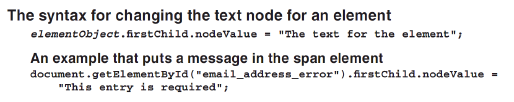 The syntax for changing the text node for an element
elementObject.firstChild.nodeValue = "The text for the element";
An example that puts a message in the span element
document.getElementById("email_address_error").firstChild.nodeValue =
"This entry is required";